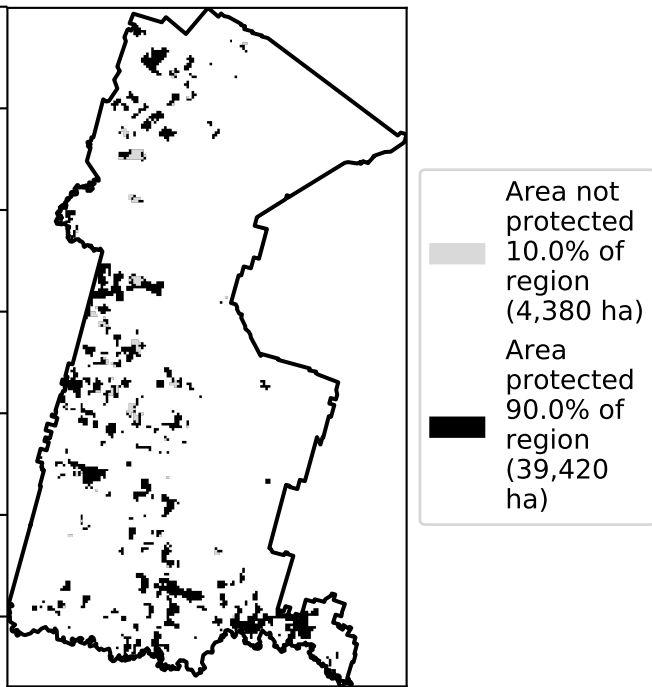 Area not
protected
10.0% of
region
(4,380 ha)
Area
protected
90.0% of
region
(39,420
ha)